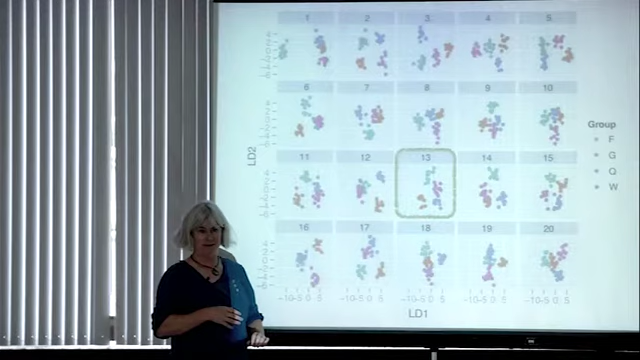 1 2 3 4 5
6 7 8 9 10
11 12 13 14 15
16 17 18 19 20
LD2
Group
F
G
Q
W
-10 -5 0 5 -10 -5 0 5 -10 -5 0 5 -10 -5 0 5 -10 -5 0 5
LD1